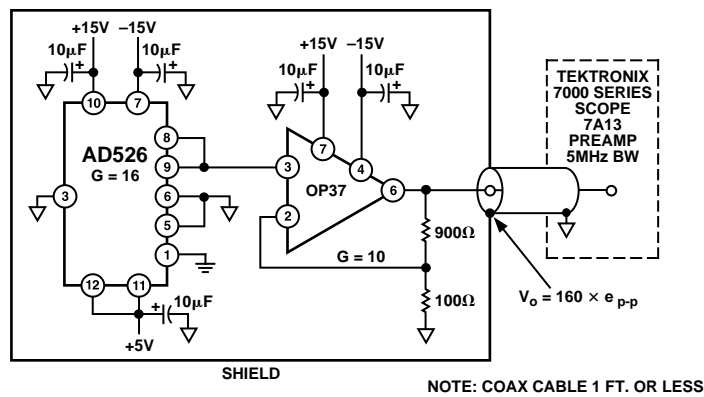 +15V –15V
10µF
+
10µF
+
10
7
8
AD526
G = 16
9
3
6
5
1
12
11
10µF
+
+5V
+15V –15V
10µF
+
10µF
+
7
4
3
OP37
6
2
G = 10
900Ω
100Ω
TEKTRONIX
7000 SERIES
SCOPE
7A13
PREAMP
5MHz BW
Vo = 160 × e p-p
SHIELD
NOTE: COAX CABLE 1 FT. OR LESS